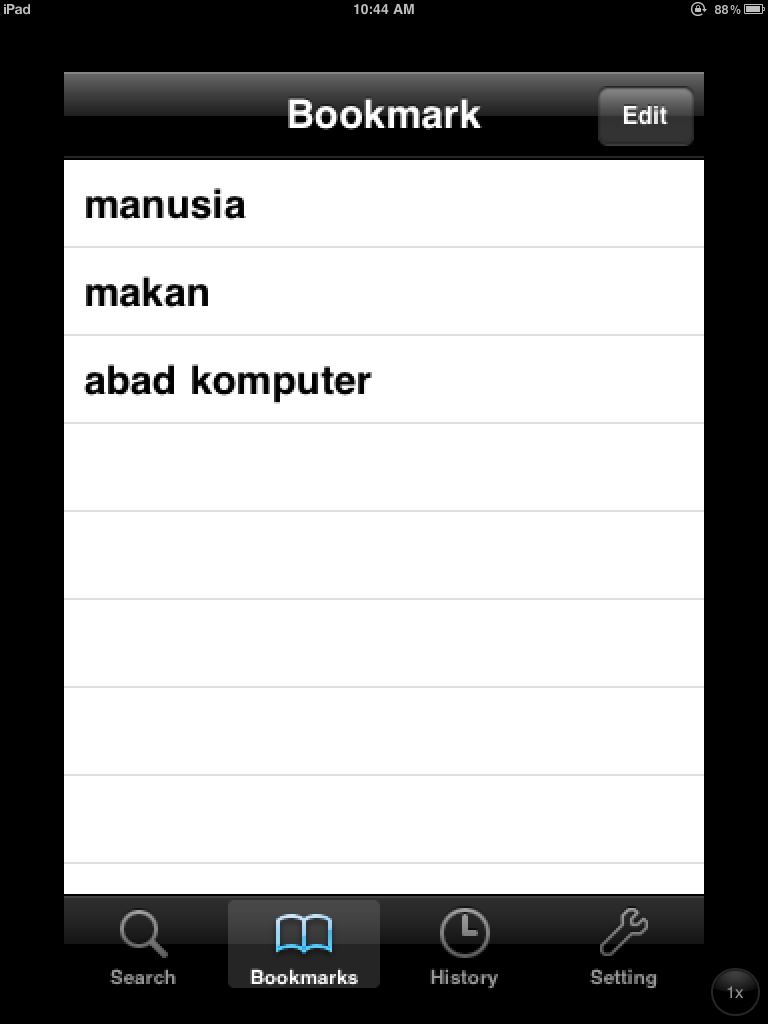 iPad 10:44 AM 88%
Bookmark Edit
manusia
makan
abad komputer
Search Bookmarks History Setting
1x